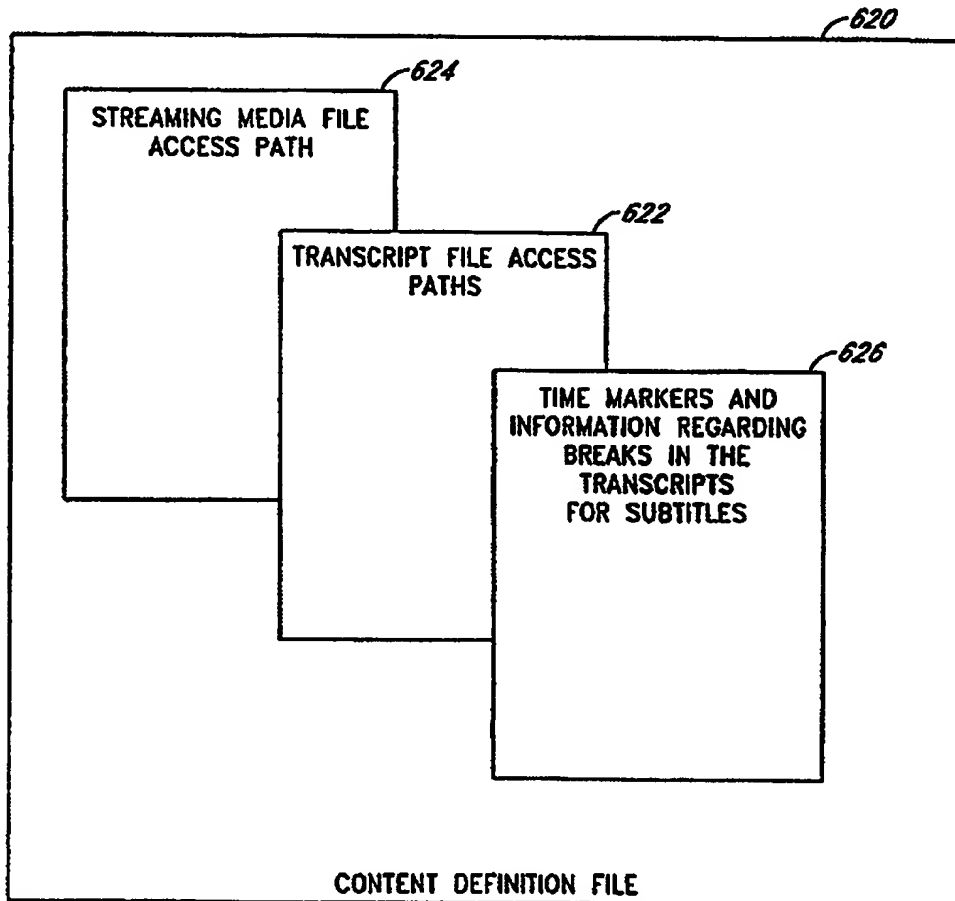 620
624
STREAMING MEDIA FILE
ACCESS PATH
622
TRANSCRIPT FILE ACCESS
PATHS
626
TIME MARKERS AND
INFORMATION REGARDING
BREAKS IN THE
TRANSCRIPTS
FOR SUBTITLES
CONTENT DEFINITION FILE